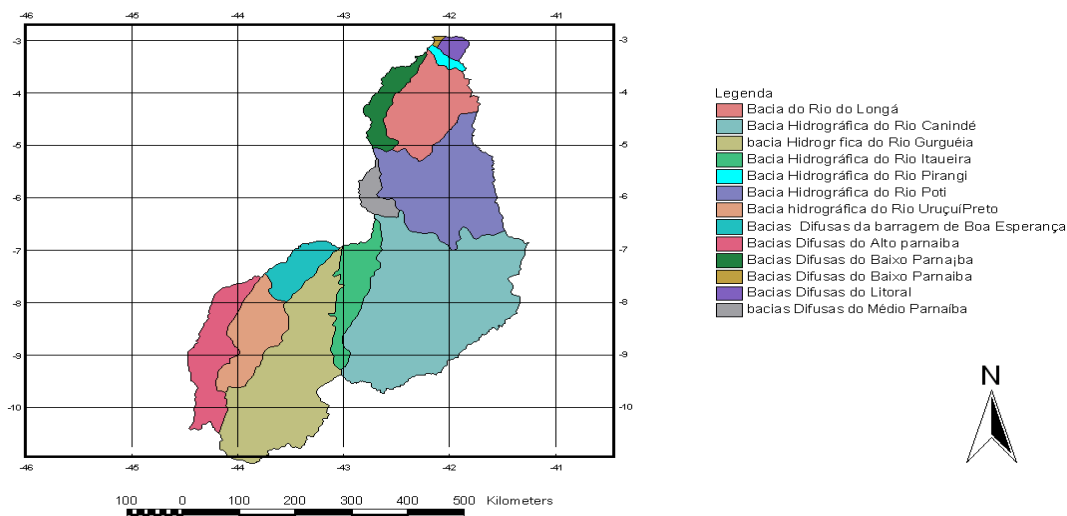 -46 -45 -44 -43 -42 -41
-3 -3
-4 -4
-5 -5
-6 -6
-7 -7
-8 -8
-9 -9
-10 -10
-46 -45 -44 -43 -42 -41
100 0 100 200 300 400 500 Kilometers
Legenda
Bacia do Rio do Longá
Bacia Hidrográfica do Rio Canindé
bacia Hidrogr fica do Rio Gurguéia
Bacia Hidrográfica do Rio Itaueira
Bacia Hidrográfica do Rio Pirangi
Bacia Hidrográfica do Rio Poti
Bacia hidrográfica do Rio UruçuíPreto
Bacias Difusas da barragem de Boa Esperança
Bacias Difusas do Alto parnaiba
Bacias Difusas do Baixo Parna¡ba
Bacias Difusas do Baixo Parnaiba
Bacias Difusas do Litoral
bacias Difusas do Médio Parnaíba
N